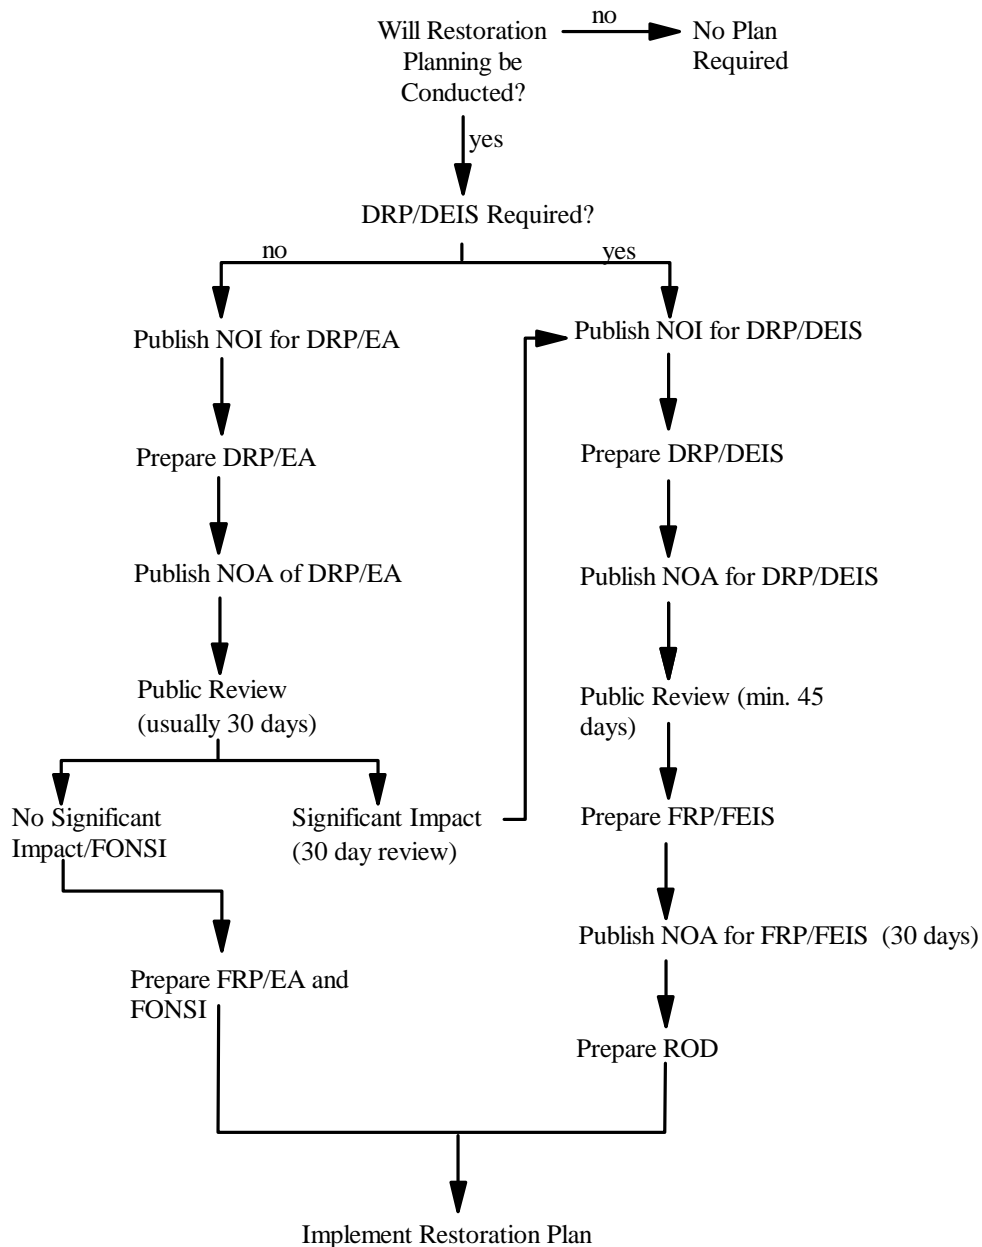 Will Restoration
Planning be
Conducted?
no
No Plan
Required
yes
DRP/DEIS Required?
no
yes
Publish NOI for DRP/EA
Prepare DRP/EA
Publish NOA of DRP/EA
Public Review
(usually 30 days)
No Significant
Impact/FONSI
Significant Impact
(30 day review)
Prepare FRP/EA and
FONSI
Publish NOI for DRP/DEIS
Prepare DRP/DEIS
Publish NOA for DRP/DEIS
Public Review (min. 45
days)
Prepare FRP/FEIS
Publish NOA for FRP/FEIS (30 days)
Prepare ROD
Implement Restoration Plan